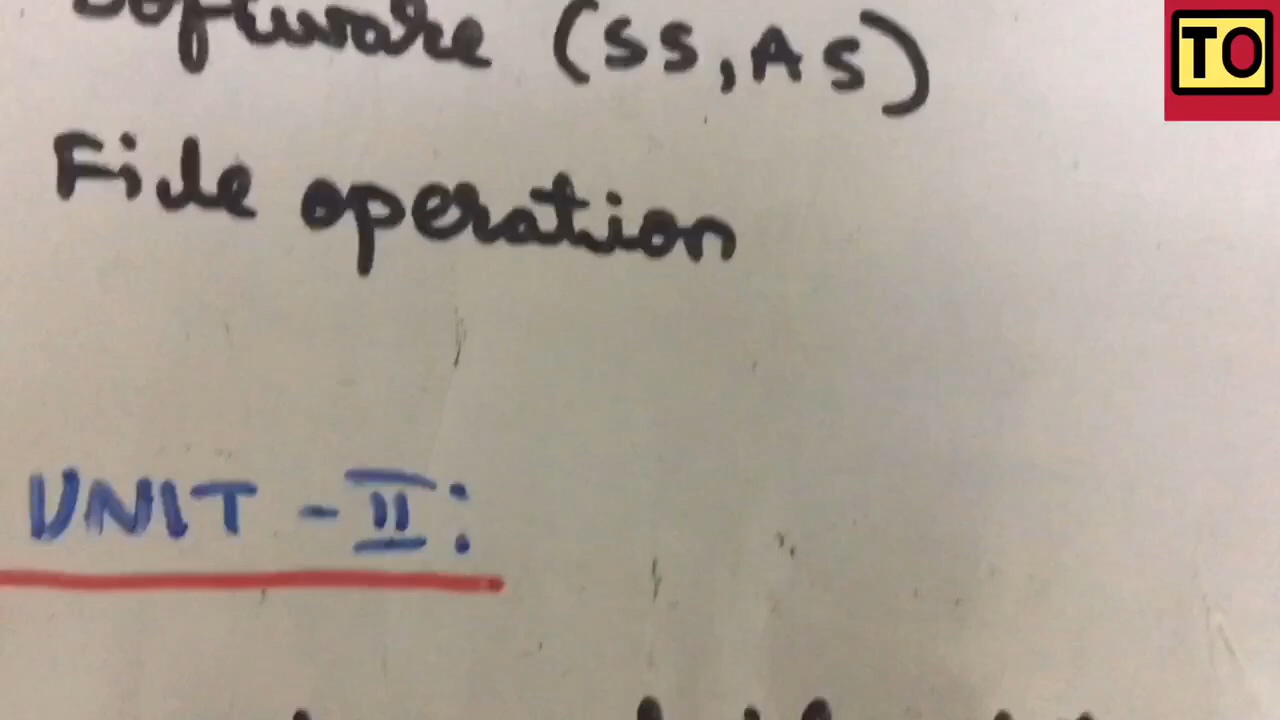 Software (SS, AS)
TO
File operation
UNIT - II: